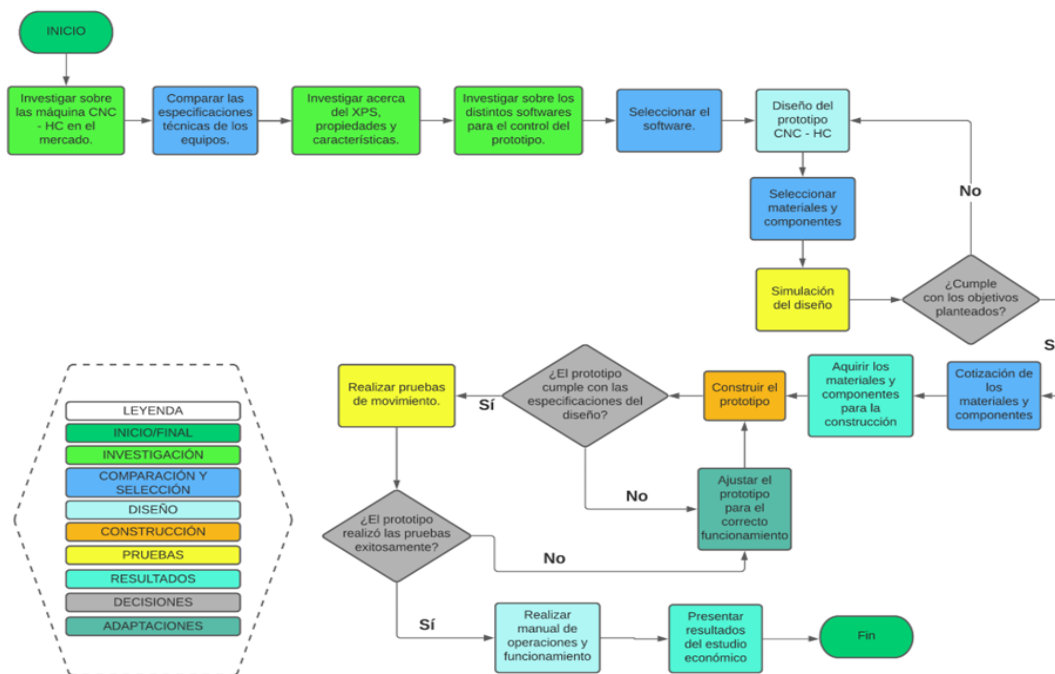 INICIO
Investigar sobre
las máquina CNC
- HC en el
mercado.
Comparar las
especificaciones
técnicas de los
equipos.
Investigar acerca
del XPS,
propiedades y
características.
Investigar sobre los
distintos softwares
para el control del
prototipo.
Seleccionar el
software.
Diseño del
prototipo
CNC - HC
No
Seleccionar
materiales y
componentes
Simulación
del diseño
¿Cumple
con los objetivos
planteados?
S
Cotización de
los
materiales y
componentes
Aquirir los
materiales y
componentes
para la
construcción
Construir el
prototipo
¿El prototipo
cumple con las
especificaciones del
diseño?
Sí
Realizar pruebas
de movimiento.
No
Ajustar el
prototipo
para el
correcto
funcionamiento
¿El prototipo
realizó las pruebas
exitosamente?
No
Sí
Realizar
manual de
operaciones y
funcionamiento
Presentar
resultados
del estudio
económico
Fin
LEYENDA
INICIO/FINAL
INVESTIGACIÓN
COMPARACIÓN Y
SELECCIÓN
DISEÑO
CONSTRUCCIÓN
PRUEBAS
RESULTADOS
DECISIONES
ADAPTACIONES